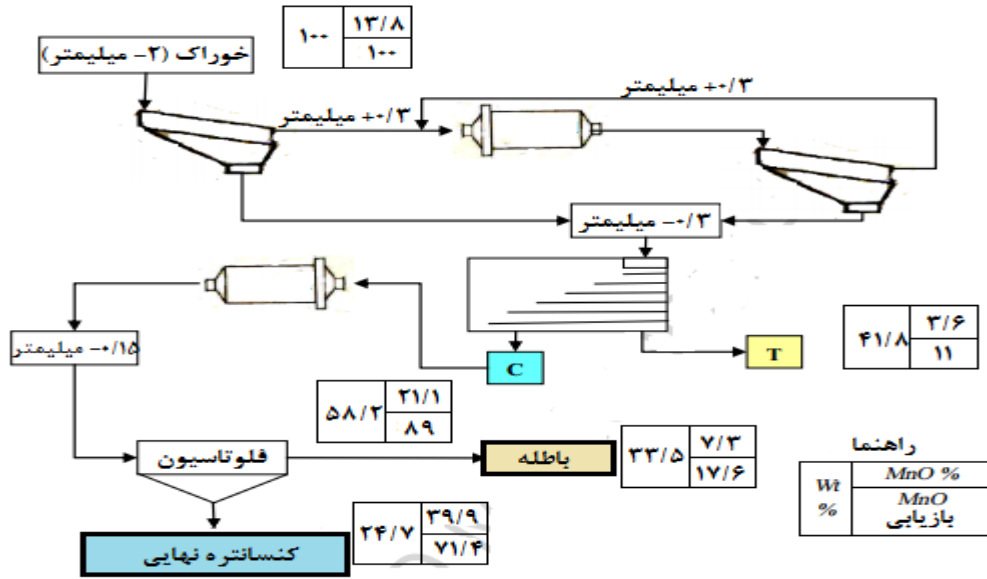 ۱۰۰ ۱۳/۸ ۱۰۰
خوراک (۲- میلیمتر)
۰/۳+ میلیمتر
۰/۳+ میلیمتر
۰/۳- میلیمتر
۰/۱۵- میلیمتر
C
T
۴۱/۸ ۳/۶ ۱۱
۵۸/۲ ۲۱/۱ ۸۹
فلوتاسیون
باطله
۳۳/۵ ۷/۳ ۱۷/۶
راهنما
Wt % MnO %
MnO بازیابی
کنسانتره نهایی
۲۴/۷ ۳۹/۹ ۷۱/۴